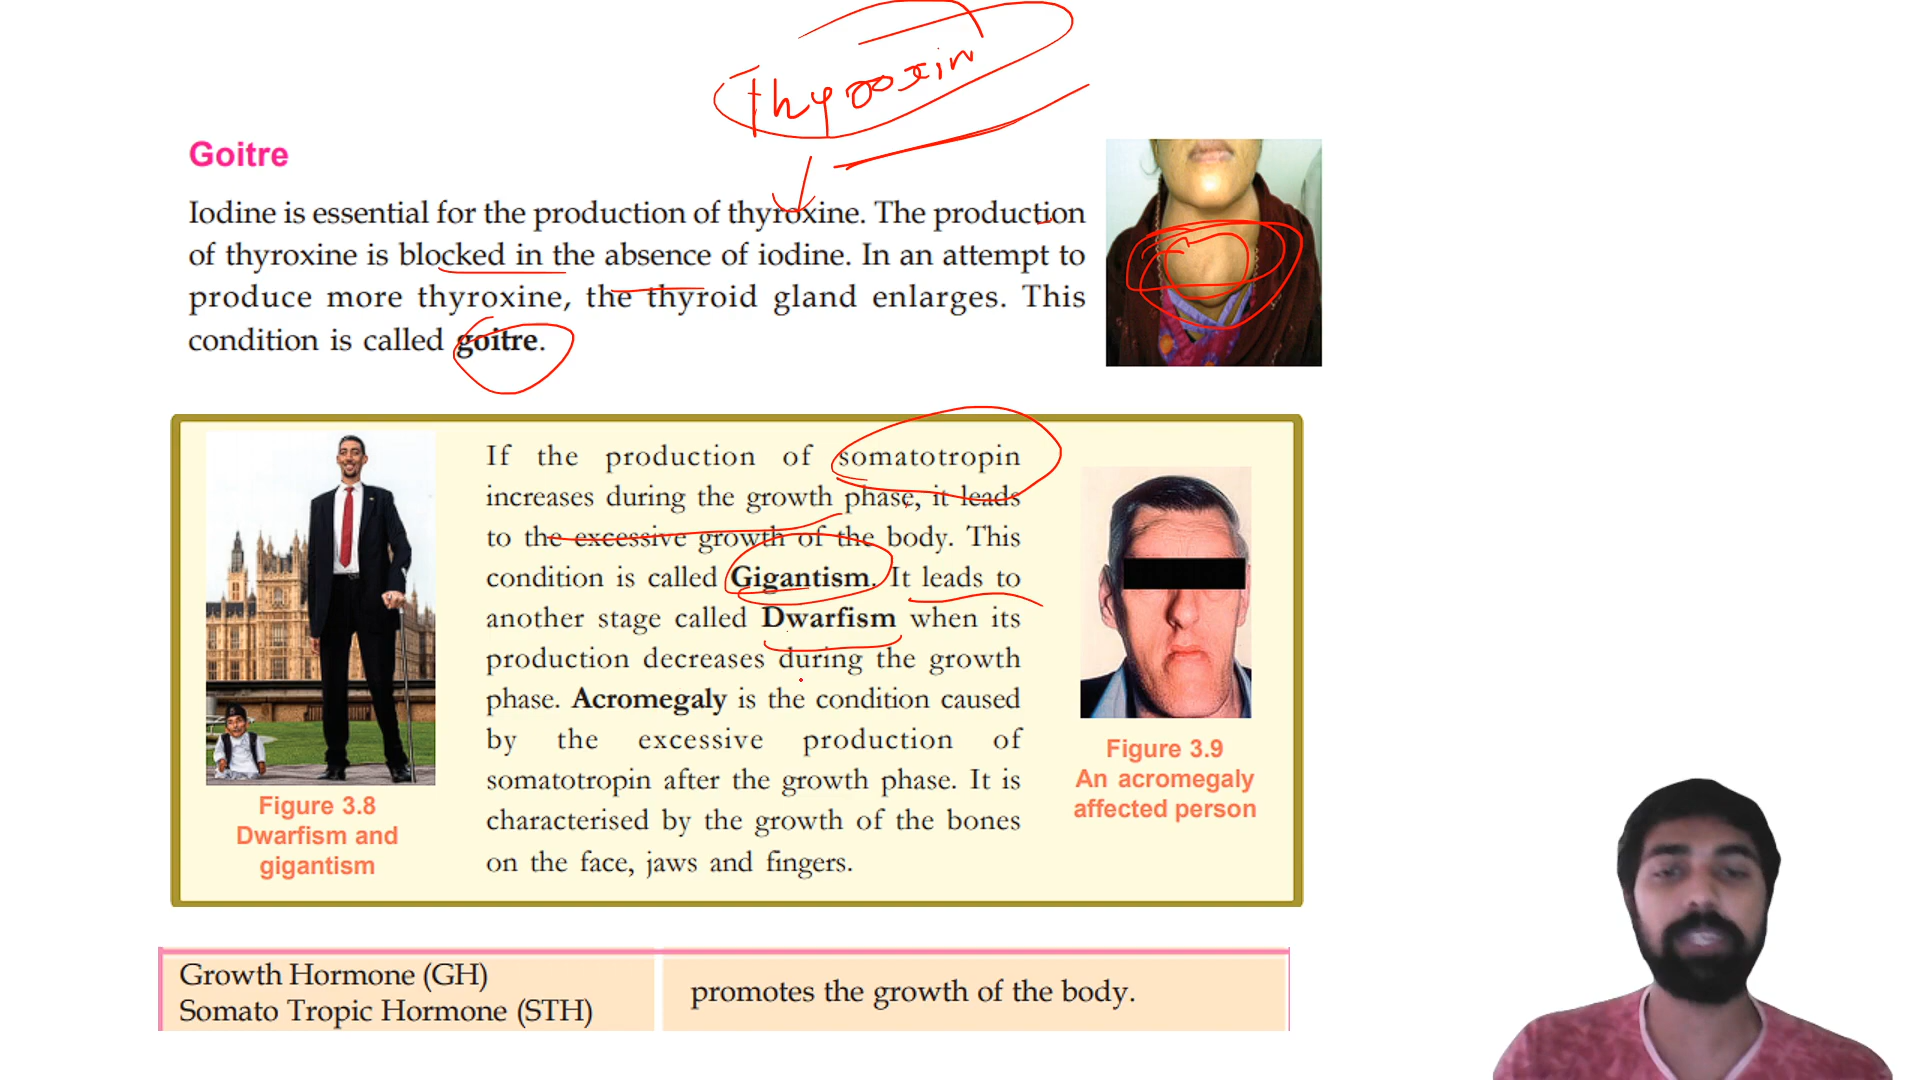 Thyroxin
Goitre
Iodine is essential for the production of thyroxine. The production
of thyroxine is blocked in the absence of iodine. In an attempt to
produce more thyroxine, the thyroid gland enlarges. This
condition is called goitre.
If the production of somatotropin
increases during the growth phase, it leads
to the excessive growth of the body. This
condition is called Gigantism. It leads to
another stage called Dwarfism when its
production decreases during the growth
phase. Acromegaly is the condition caused
by the excessive production of
somatotropin after the growth phase. It is
characterised by the growth of the bones
on the face, jaws and fingers.
Figure 3.8
Dwarfism and
gigantism
Figure 3.9
An acromegaly
affected person
Growth Hormone (GH)
Somato Tropic Hormone (STH)
promotes the growth of the body.